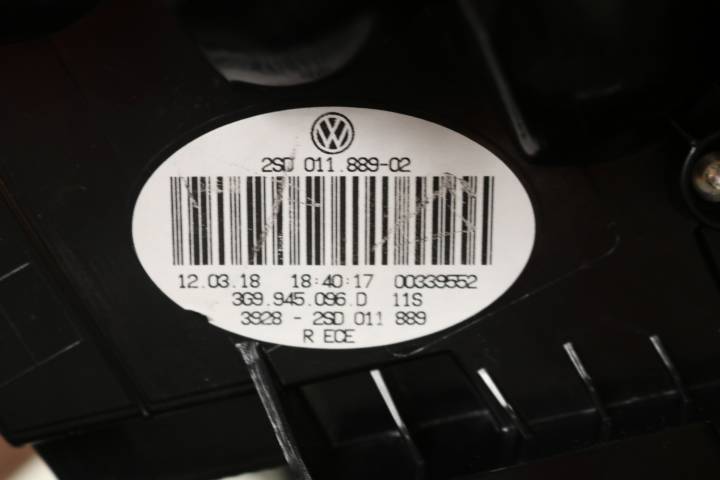 2SD 011.889-02
12.03.18 18:40:17 00339552
3G9.945.096.D 11S
3928 - 2SD 011 889
R ECE